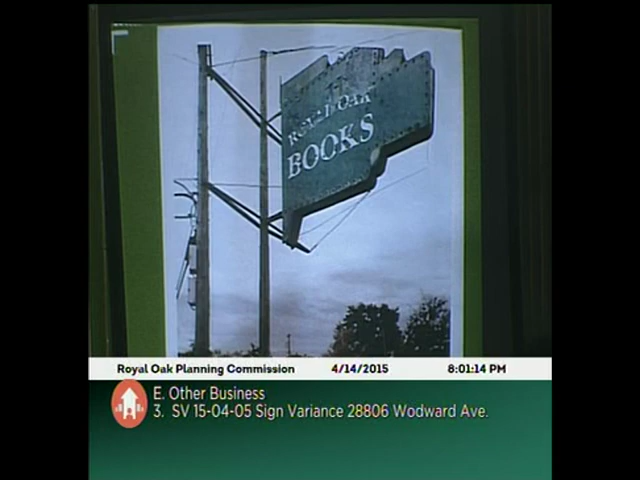 ROYAL OAK
BOOKS
Royal Oak Planning Commission 4/14/2015 8:01:14 PM
E. Other Business
3. SV 15-04-05 Sign Variance 28806 Wodward Ave.